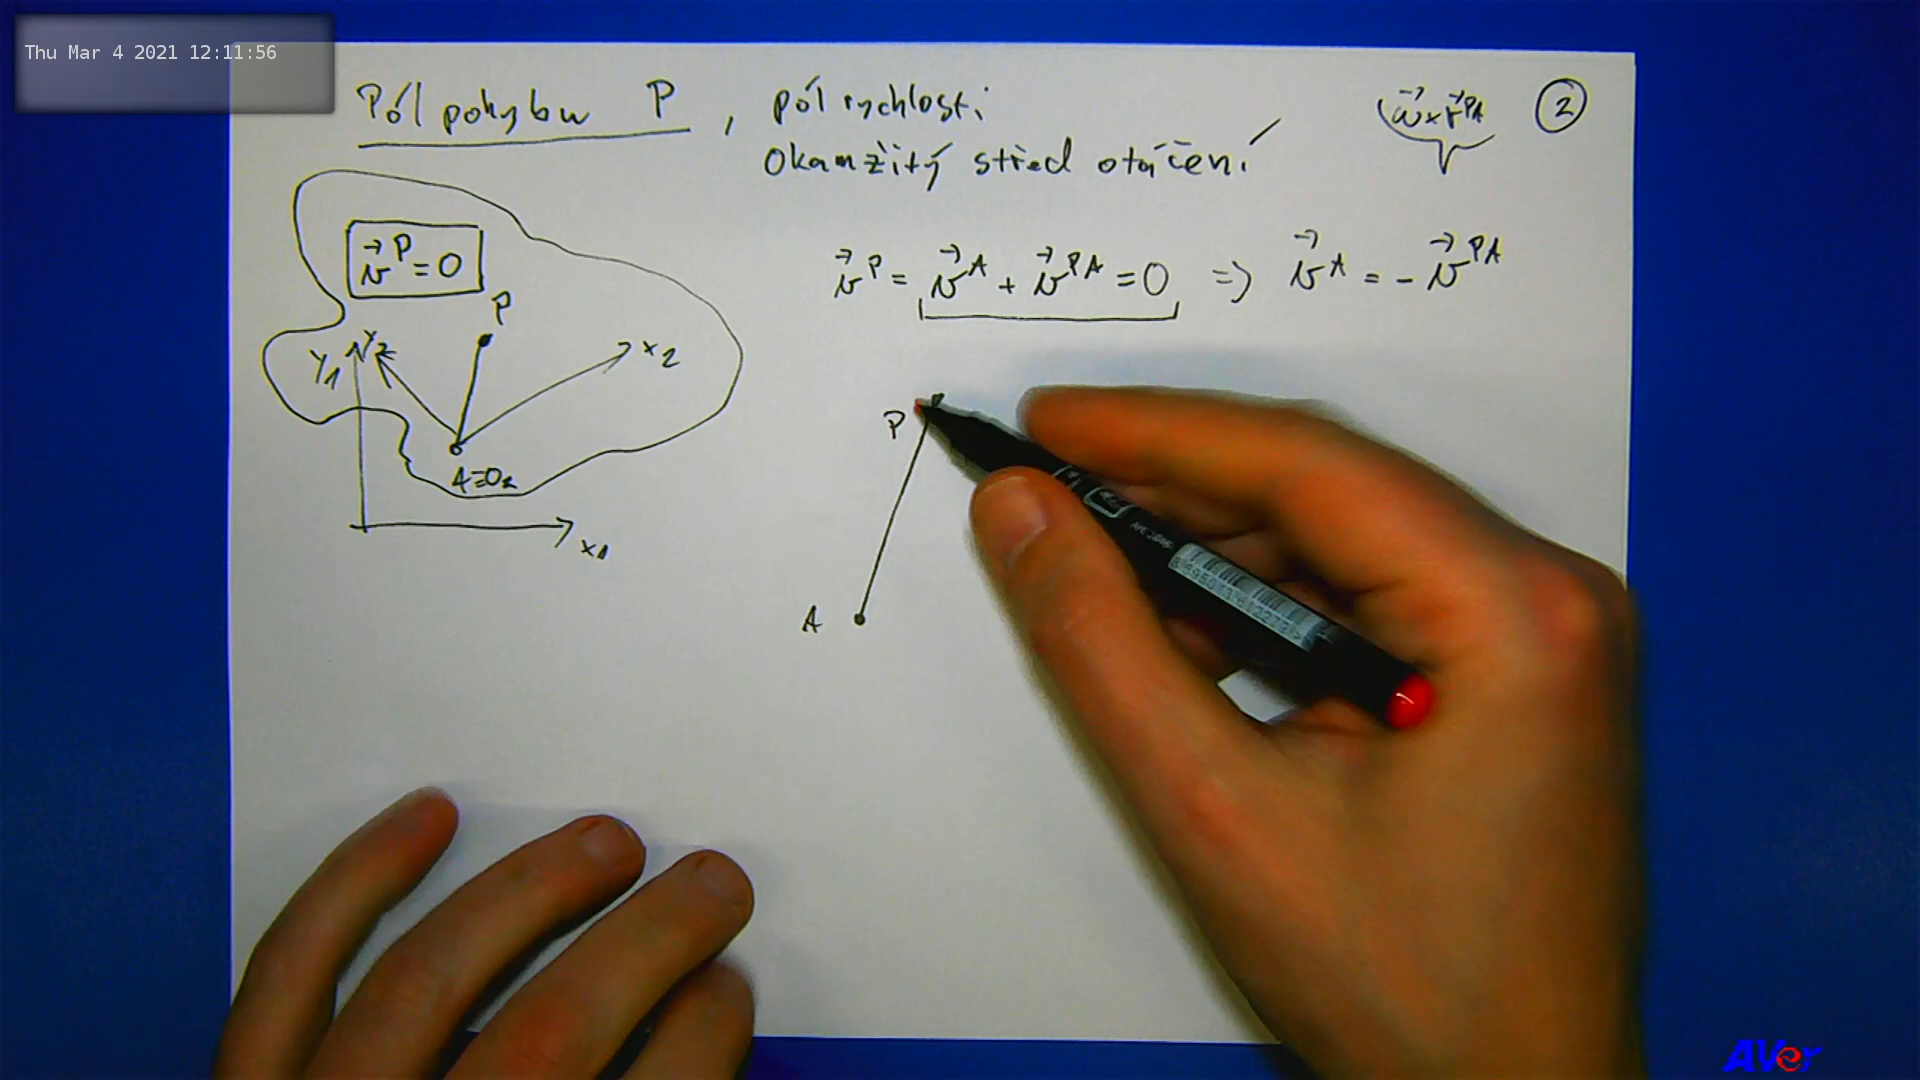 Thu Mar 4 2021 12:11:56
Pól pohybu P , pól rychlosti
Okamžitý střed otáčení
ω⃗ × r⃗ᴾᴬ
2
v⃗ᴾ = 0
v⃗ᴾ = v⃗ᴬ + v⃗ᴾᴬ = 0 => v⃗ᴬ = - v⃗ᴾᴬ
P
y₁ y₂ x₂
A=O₂
x₁
P
A
AVer